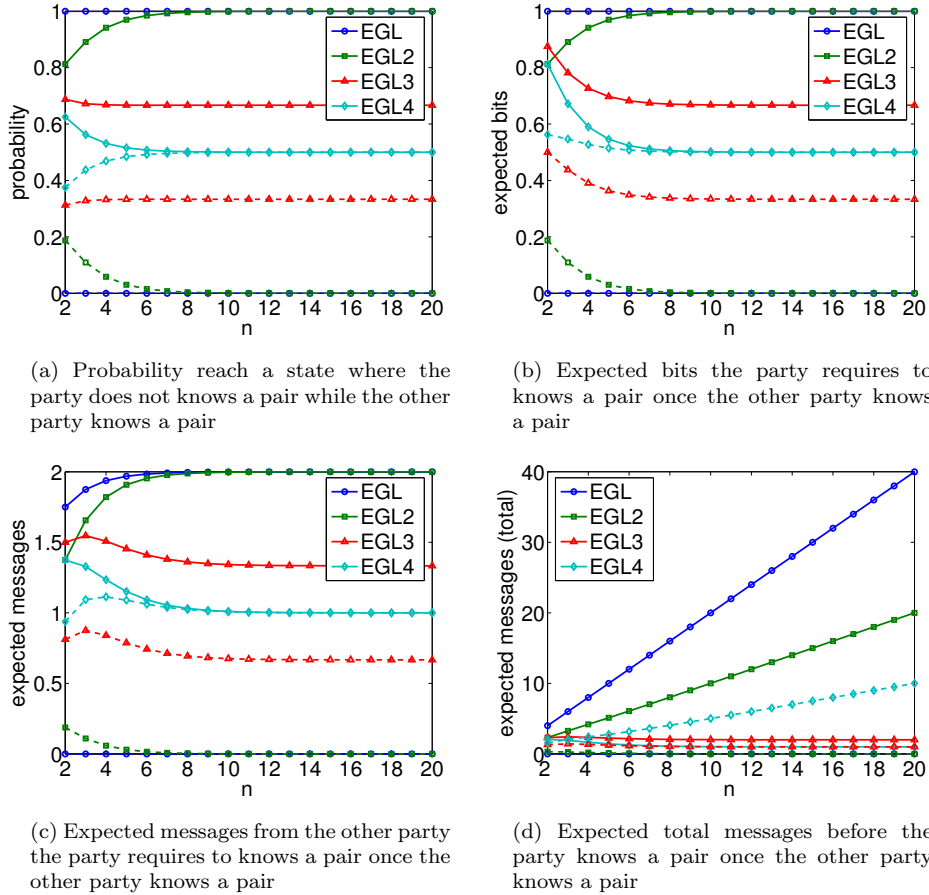 1
0.8
0.6
0.4
0.2
0
probability
2 4 6 8 10 12 14 16 18 20
n
EGL
EGL2
EGL3
EGL4
(a) Probability reach a state where the
party does not knows a pair while the other
party knows a pair
1
0.8
0.6
0.4
0.2
0
expected bits
2 4 6 8 10 12 14 16 18 20
n
EGL
EGL2
EGL3
EGL4
(b) Expected bits the party requires to
knows a pair once the other party knows
a pair
2
1.5
1
0.5
0
expected messages
2 4 6 8 10 12 14 16 18 20
n
EGL
EGL2
EGL3
EGL4
(c) Expected messages from the other party
the party requires to knows a pair once the
other party knows a pair
40
30
20
10
0
expected messages (total)
2 4 6 8 10 12 14 16 18 20
n
EGL
EGL2
EGL3
EGL4
(d) Expected total messages before the
party knows a pair once the other party
knows a pair